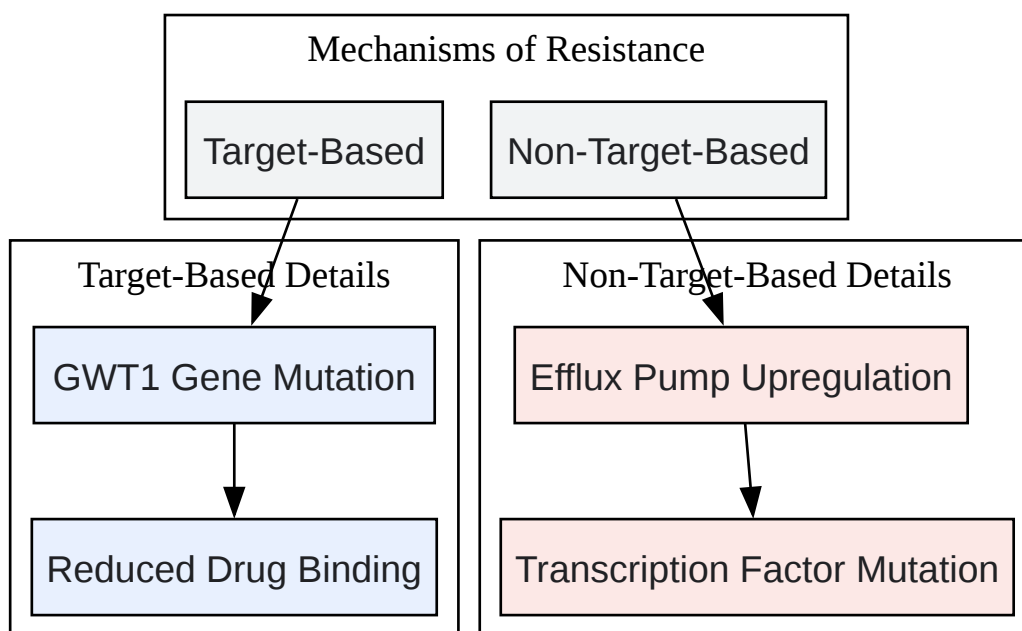 Mechanisms of Resistance
Target-Based
Non-Target-Based
Target-Based Details
Non-Target-Based Details
GWT1 Gene Mutation
Efflux Pump Upregulation
Reduced Drug Binding
Transcription Factor Mutation